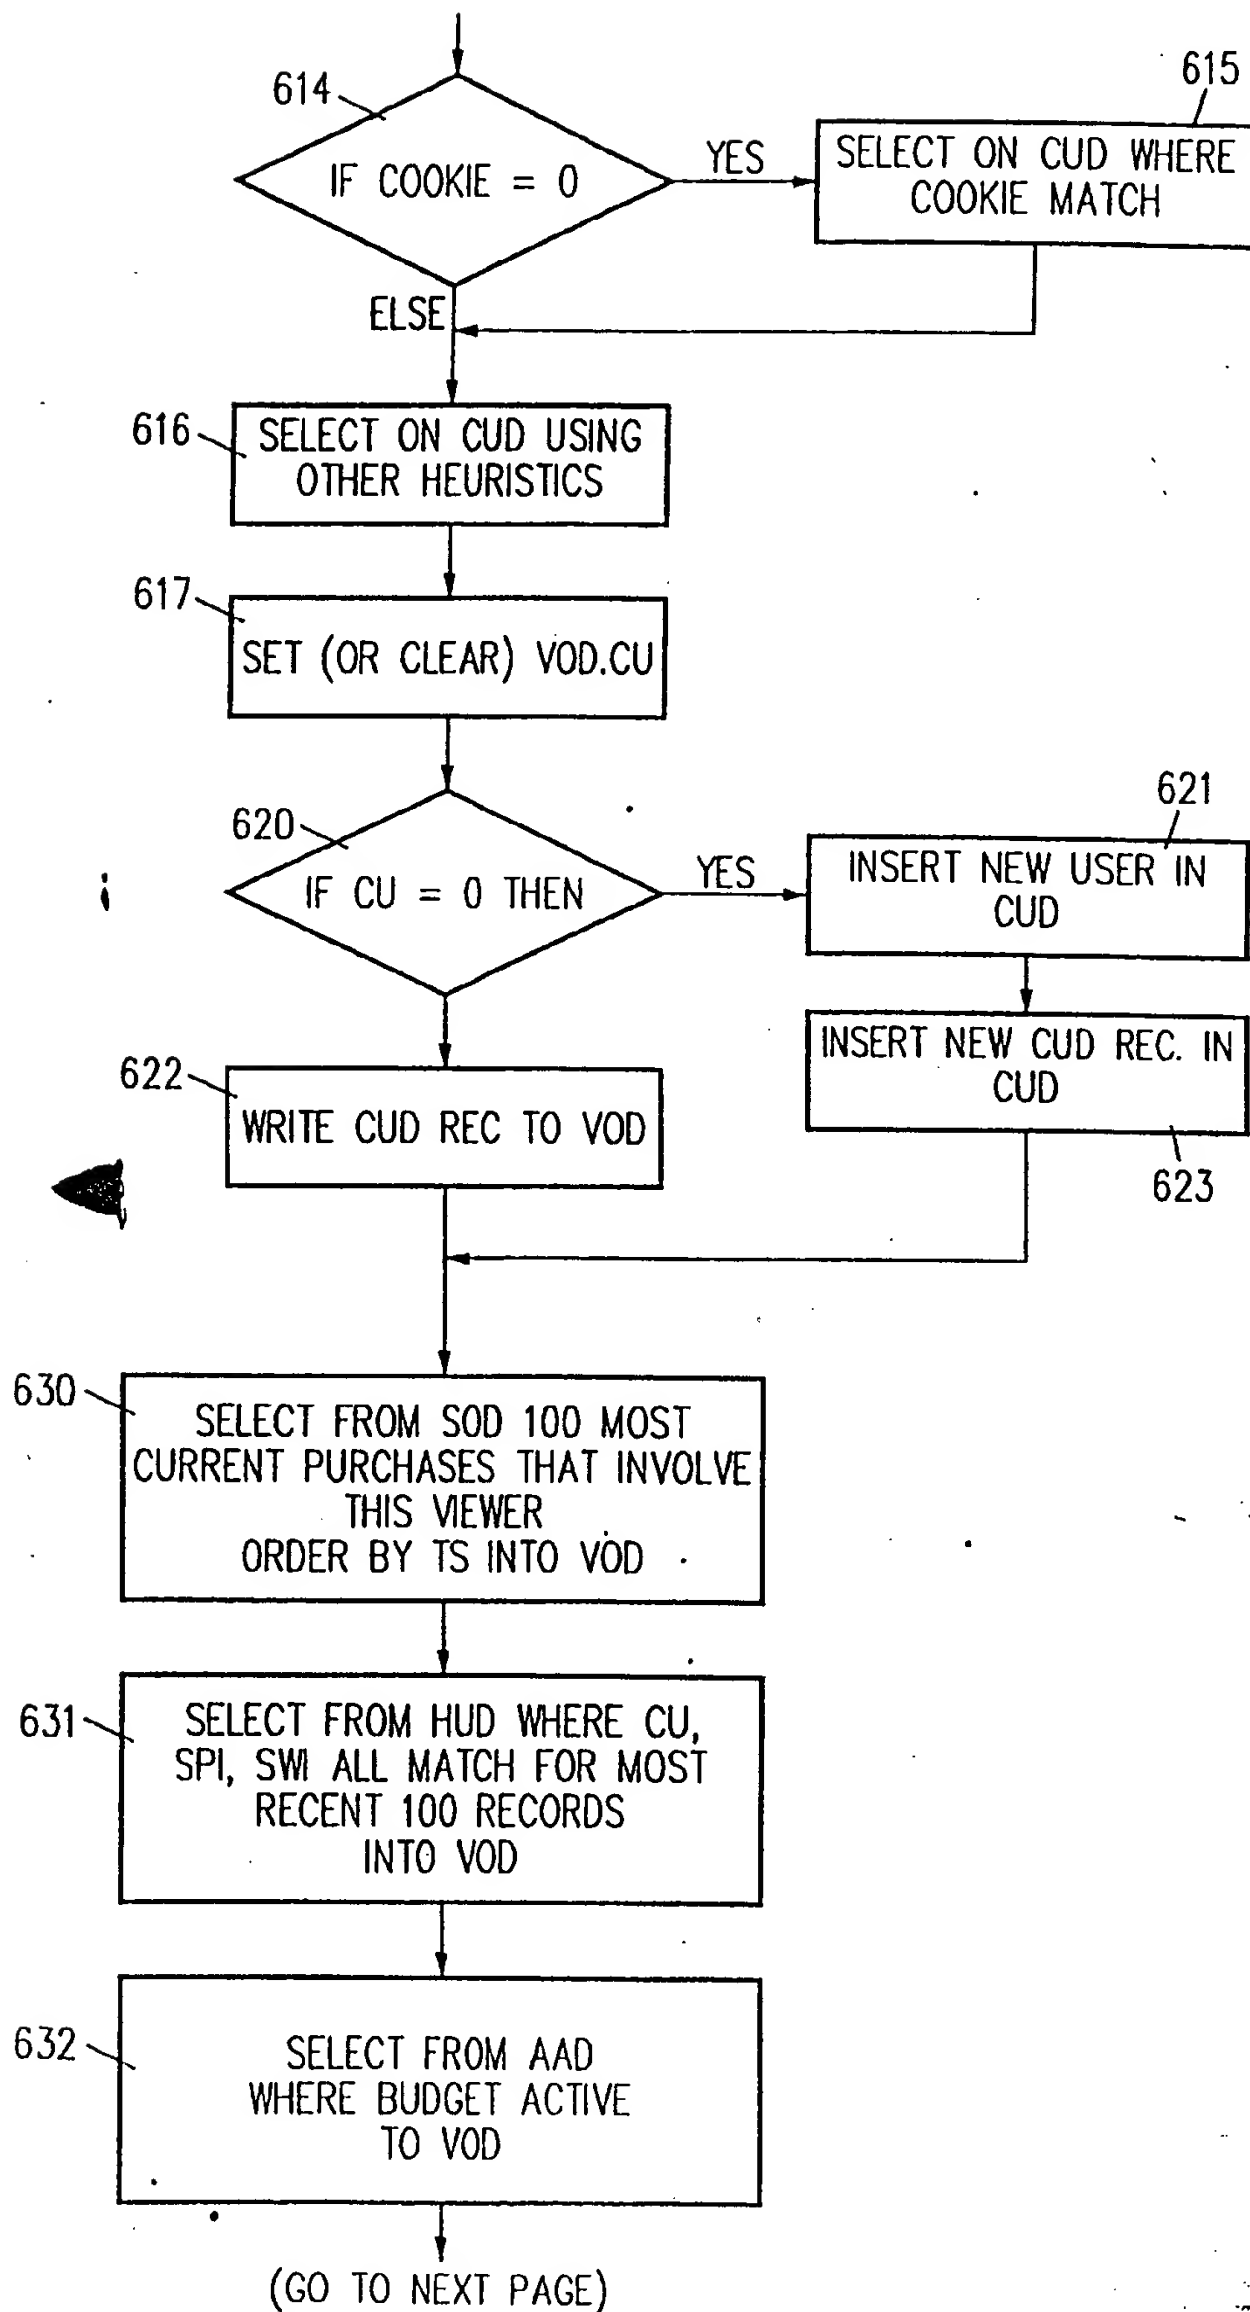 614
IF COOKIE = 0
YES
615
SELECT ON CUD WHERE
COOKIE MATCH
ELSE
616
SELECT ON CUD USING
OTHER HEURISTICS
617
SET (OR CLEAR) VOD.CU
620
IF CU = 0 THEN
YES
621
INSERT NEW USER IN
CUD
INSERT NEW CUD REC. IN
CUD
623
622
WRITE CUD REC TO VOD
630
SELECT FROM SOD 100 MOST
CURRENT PURCHASES THAT INVOLVE
THIS VIEWER
ORDER BY TS INTO VOD
631
SELECT FROM HUD WHERE CU,
SPI, SWI ALL MATCH FOR MOST
RECENT 100 RECORDS
INTO VOD
632
SELECT FROM AAD
WHERE BUDGET ACTIVE
TO VOD
(GO TO NEXT PAGE)